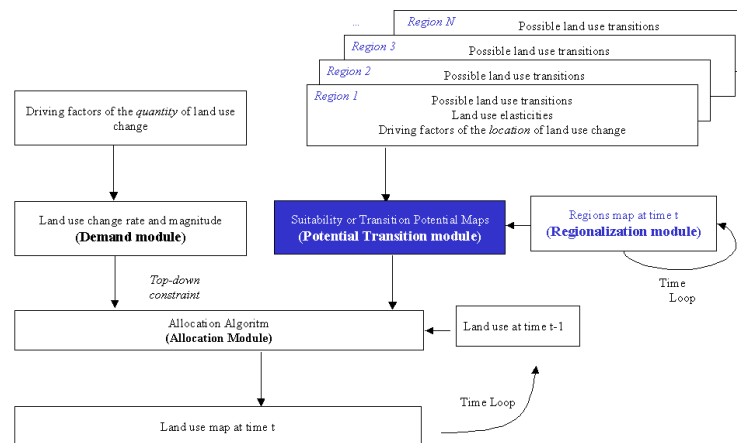 ... Region N Possible land use transitions
Region 3 Possible land use transitions
Region 2 Possible land use transitions
Region 1 Possible land use transitions
Land use elasticities
Driving factors of the location of land use change
Driving factors of the quantity of land use
change
Land use change rate and magnitude
(Demand module)
Suitability or Transition Potential Maps
(Potential Transition module)
Regions map at time t
(Regionalization module)
Time
Loop
Top-down
constraint
Allocation Algoritm
(Allocation Module)
Land use at time t-1
Time Loop
Land use map at time t